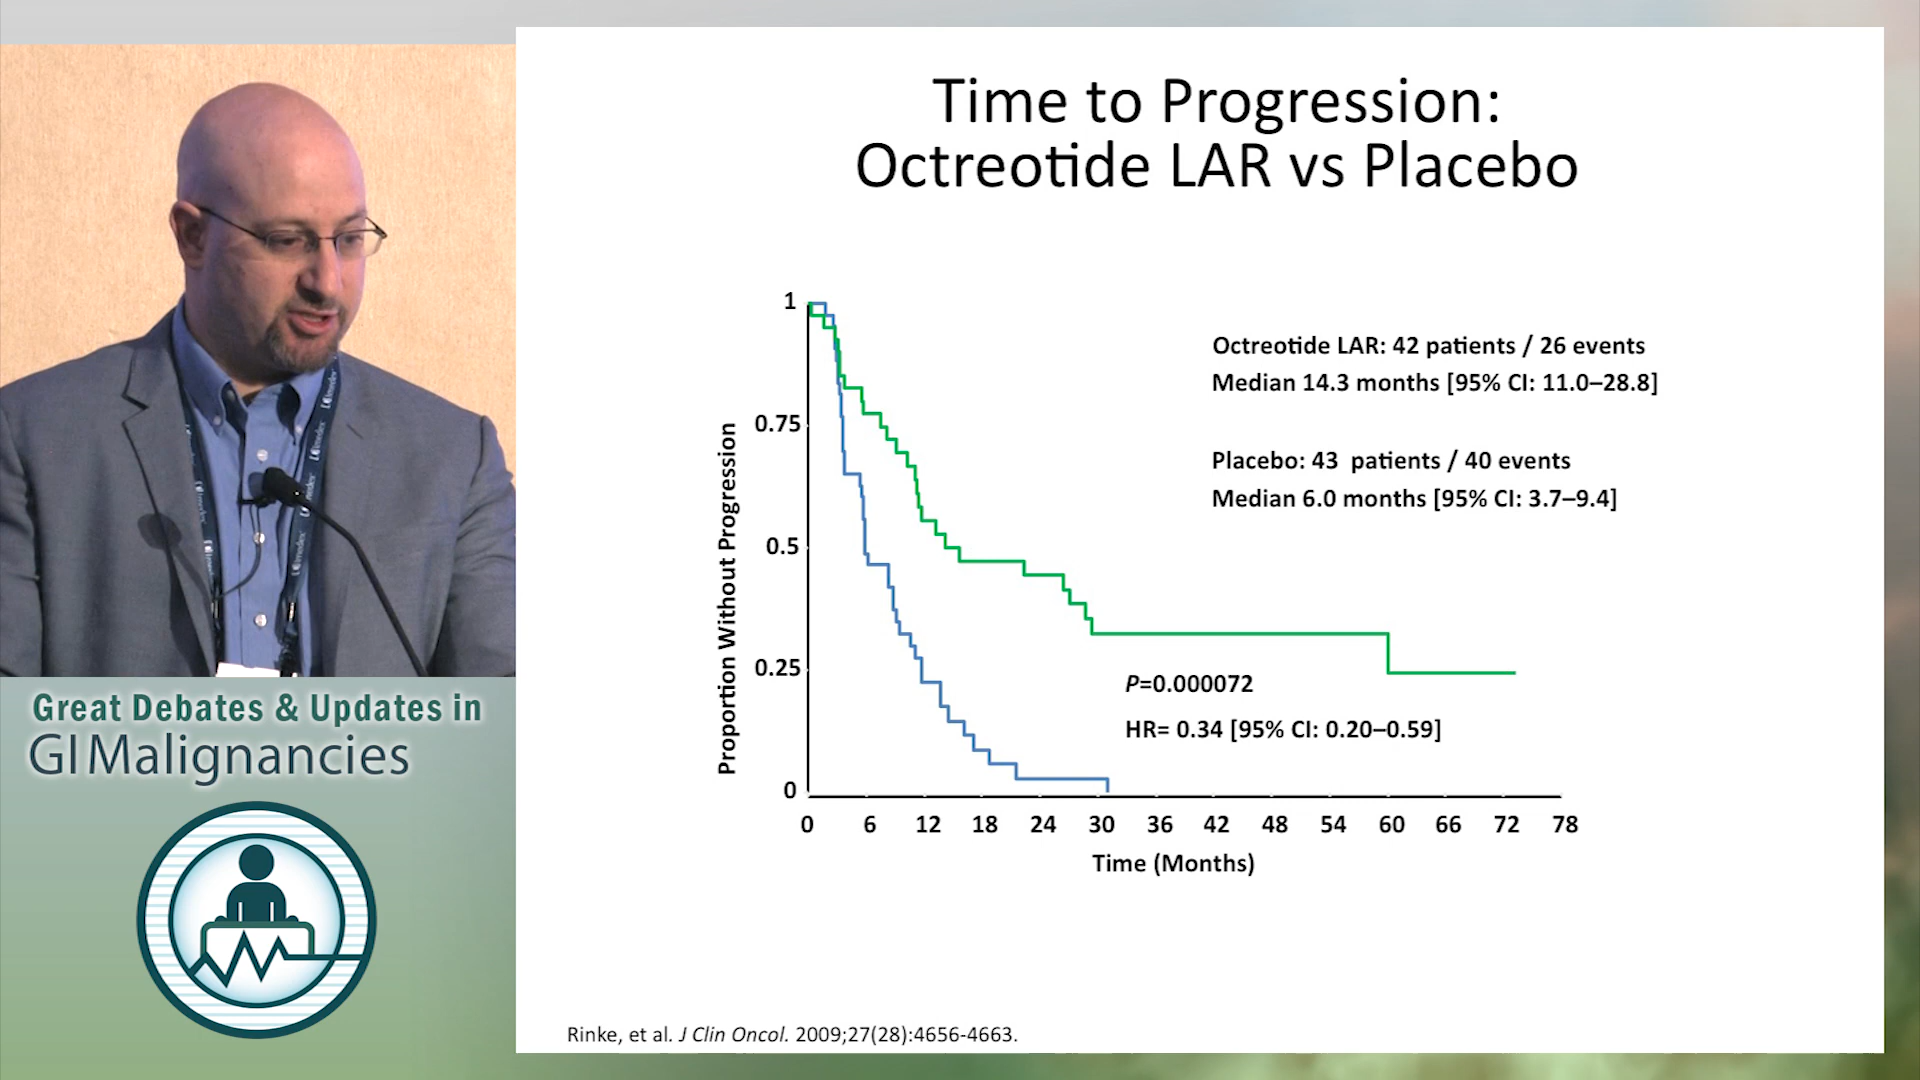 Time to Progression:
Octreotide LAR vs Placebo
1
0.75
0.5
0.25
0
Proportion Without Progression
Octreotide LAR: 42 patients / 26 events
Median 14.3 months [95% CI: 11.0–28.8]
Placebo: 43 patients / 40 events
Median 6.0 months [95% CI: 3.7–9.4]
P=0.000072
HR= 0.34 [95% CI: 0.20–0.59]
0 6 12 18 24 30 36 42 48 54 60 66 72 78
Time (Months)
Rinke, et al. J Clin Oncol. 2009;27(28):4656-4663.
Great Debates & Updates in
GI Malignancies